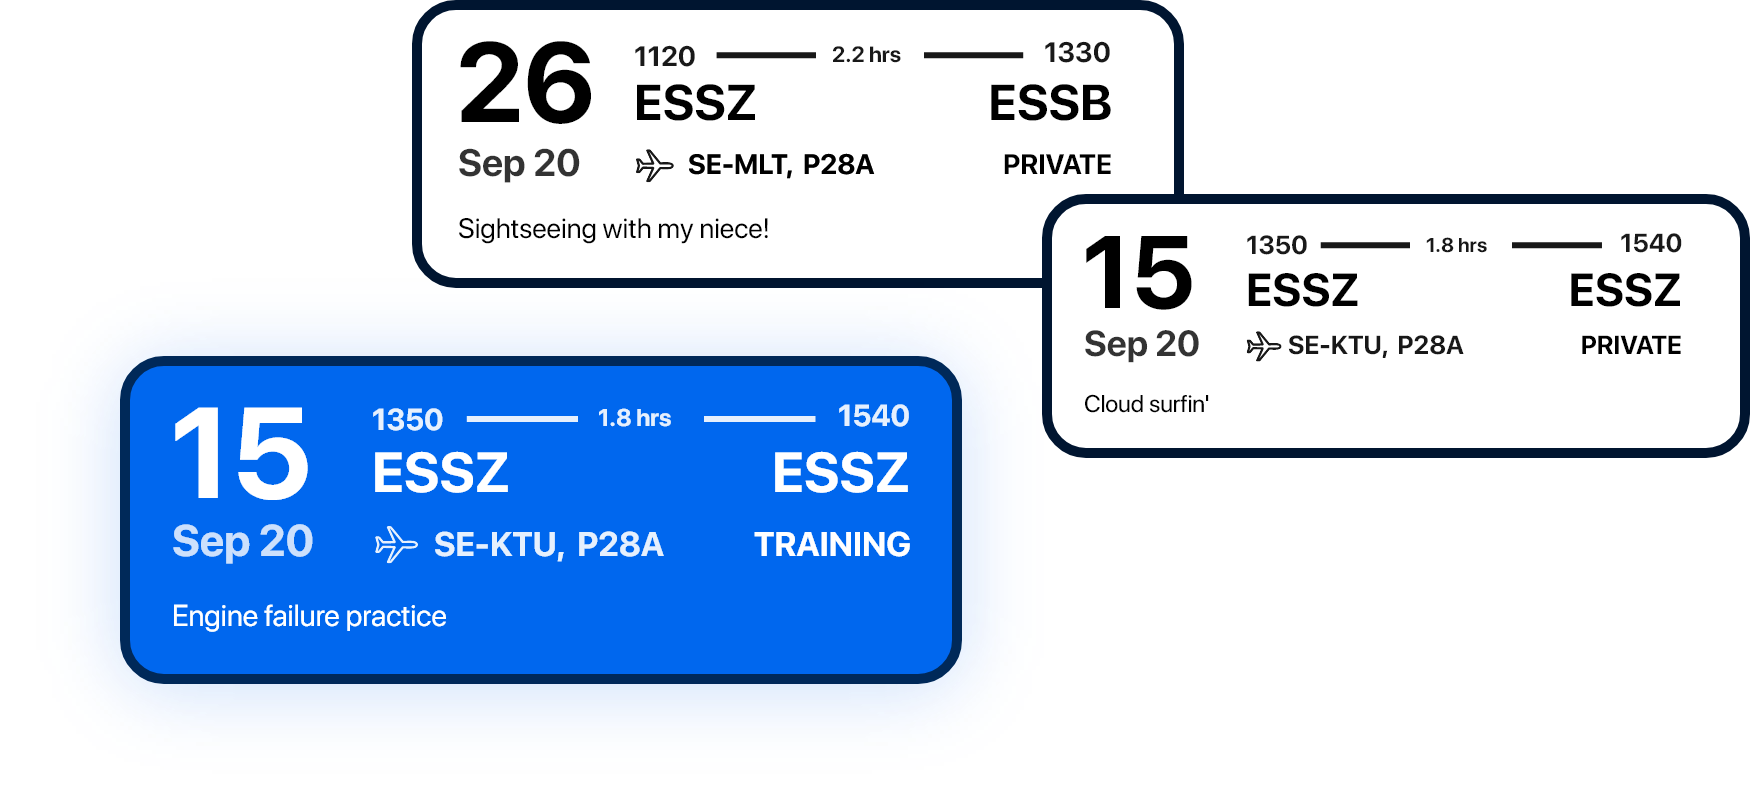 26
Sep 20
1120 2.2 hrs 1330
ESSZ ESSB
SE-MLT, P28A PRIVATE
Sightseeing with my niece!
15
Sep 20
1350 1.8 hrs 1540
ESSZ ESSZ
SE-KTU, P28A PRIVATE
Cloud surfin'
15
Sep 20
1350 1.8 hrs 1540
ESSZ ESSZ
SE-KTU, P28A TRAINING
Engine failure practice